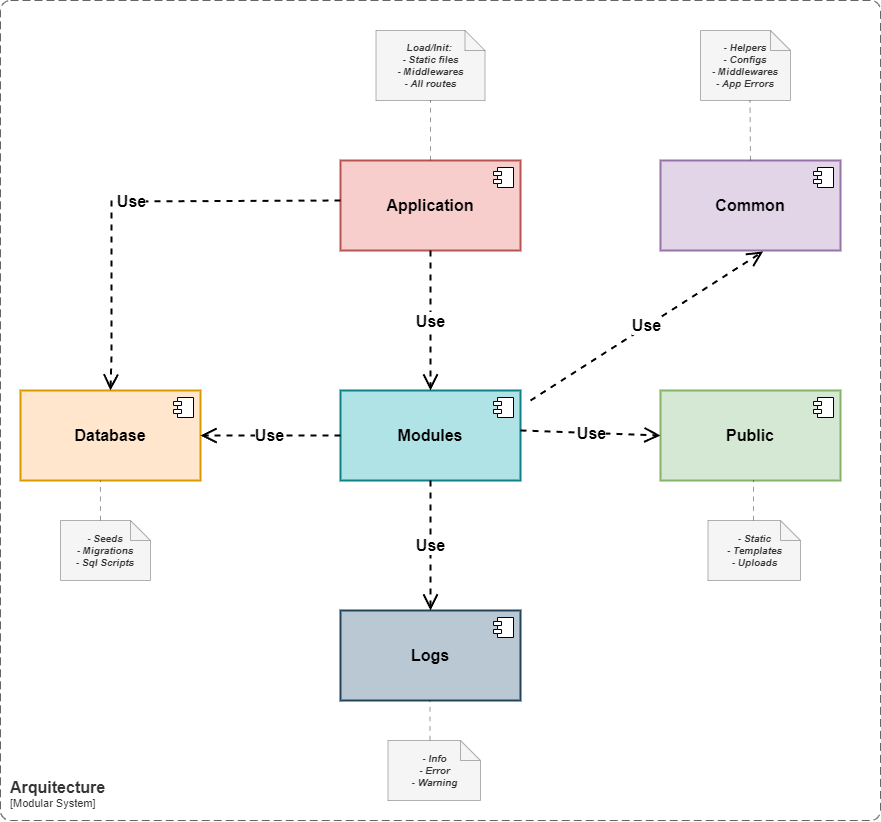 Load/Init:
- Static files
- Middlewares
- All routes
- Helpers
- Configs
- Middlewares
- App Errors
Application
Common
Use
Use
Use
Database
Modules
Public
Use
Use
- Seeds
- Migrations
- Sql Scripts
- Static
- Templates
- Uploads
Use
Logs
- Info
- Error
- Warning
Arquitecture
[Modular System]